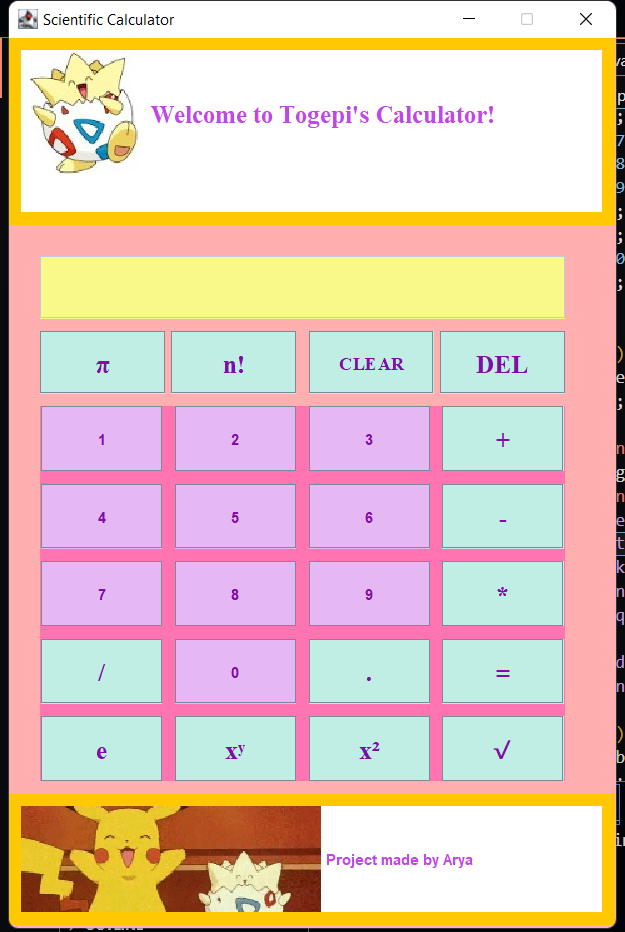 Scientific Calculator
Welcome to Togepi's Calculator!
π n! CLEAR DEL
1 2 3 +
4 5 6 -
7 8 9 *
/ 0 . =
e xʸ x² √
Project made by Arya